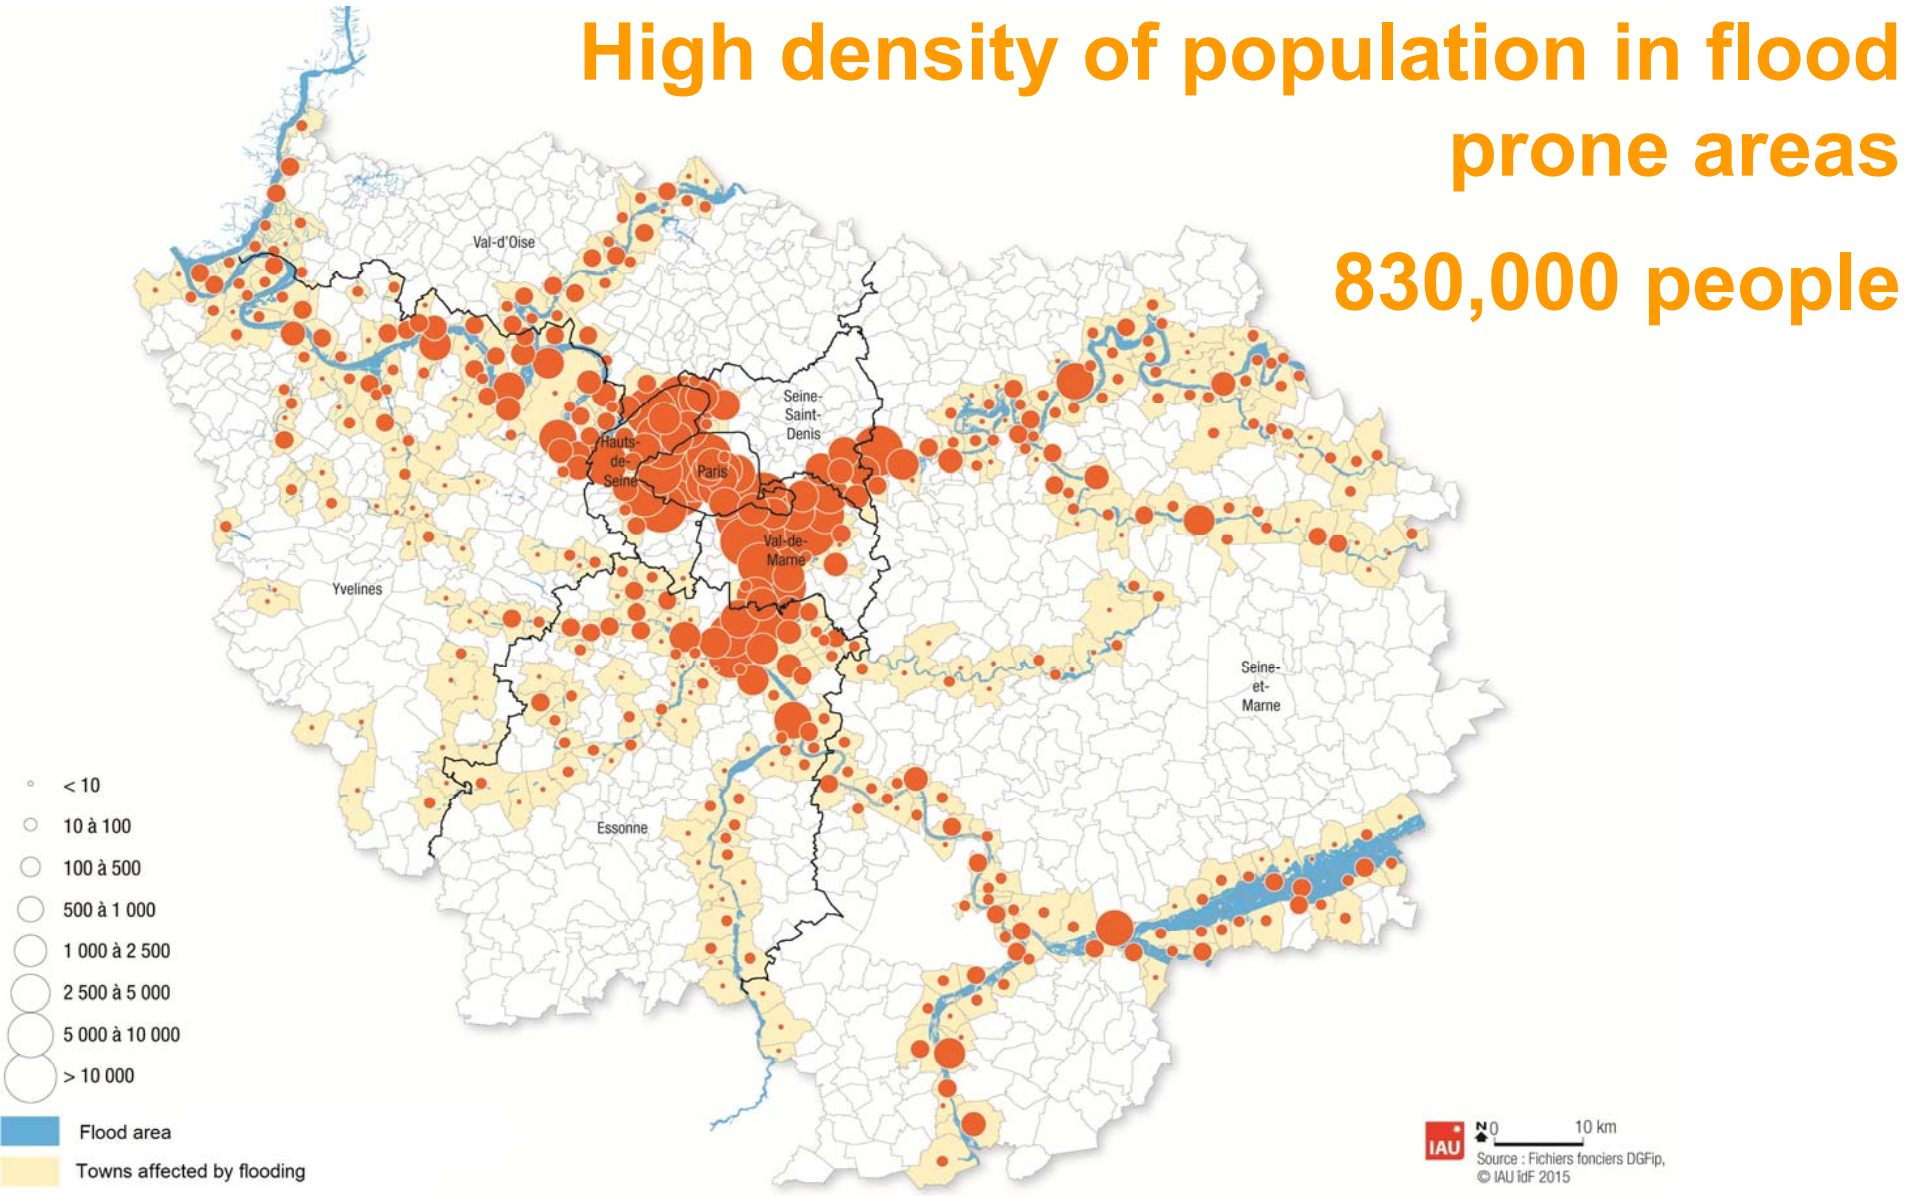 High density of population in flood
prone areas
830,000 people
Val-d'Oise
Seine-
Saint-
Denis
Hauts-
de-
Seine
Paris
Val-de-
Marne
Yvelines
Seine-
et-
Marne
Essonne
< 10
10 à 100
100 à 500
500 à 1 000
1 000 à 2 500
2 500 à 5 000
5 000 à 10 000
> 10 000
Flood area
Towns affected by flooding
IAU
N 0 10 km
Source : Fichiers fonciers DGFip,
© IAU îdF 2015